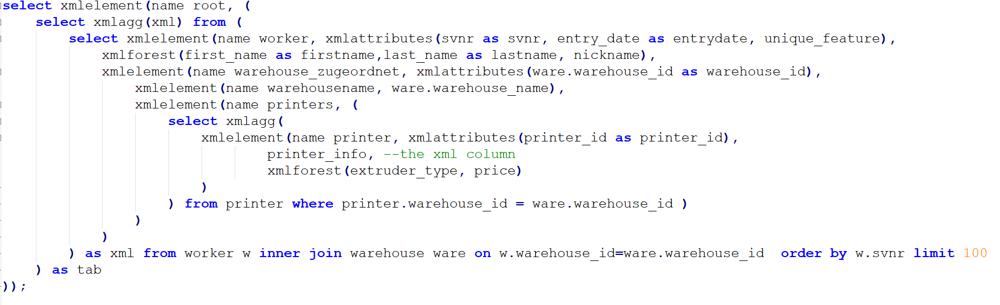 select xmlelement(name root, (
select xmlagg(xml) from (
select xmlelement(name worker, xmlattributes(svnr as svnr, entry_date as entrydate, unique_feature),
xmlforest(first_name as firstname,last_name as lastname, nickname),
xmlelement(name warehouse_zugeordnet, xmlattributes(ware.warehouse_id as warehouse_id),
xmlelement(name warehousename, ware.warehouse_name),
xmlelement(name printers, (
select xmlagg(
xmlelement(name printer, xmlattributes(printer_id as printer_id),
printer_info, --the xml column
xmlforest(extruder_type, price)
)
) from printer where printer.warehouse_id = ware.warehouse_id )
)
)
) as xml from worker w inner join warehouse ware on w.warehouse_id=ware.warehouse_id  order by w.svnr limit 100
) as tab
));